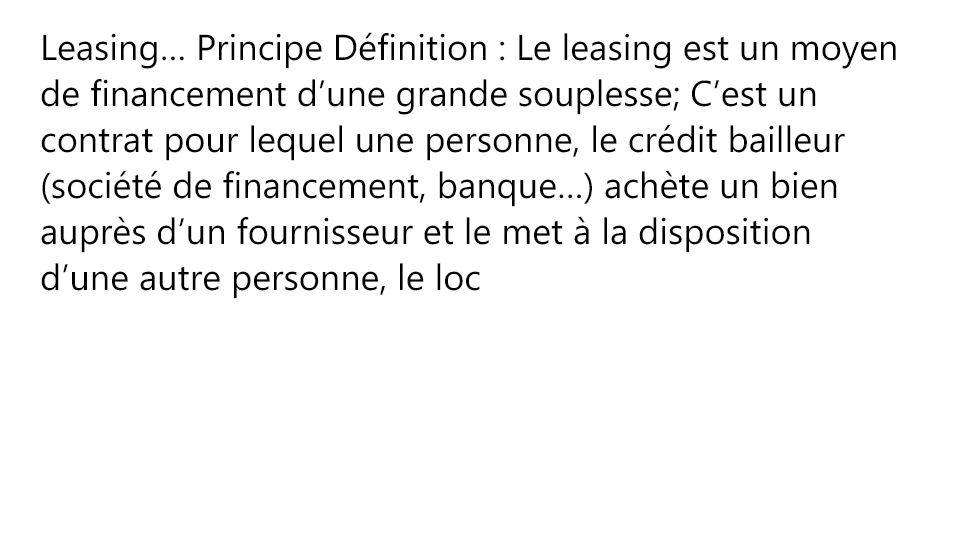 Leasing… Principe Définition : Le leasing est un moyen
de financement d’une grande souplesse; C’est un
contrat pour lequel une personne, le crédit bailleur
(société de financement, banque…) achète un bien
auprès d’un fournisseur et le met à la disposition
d’une autre personne, le loc